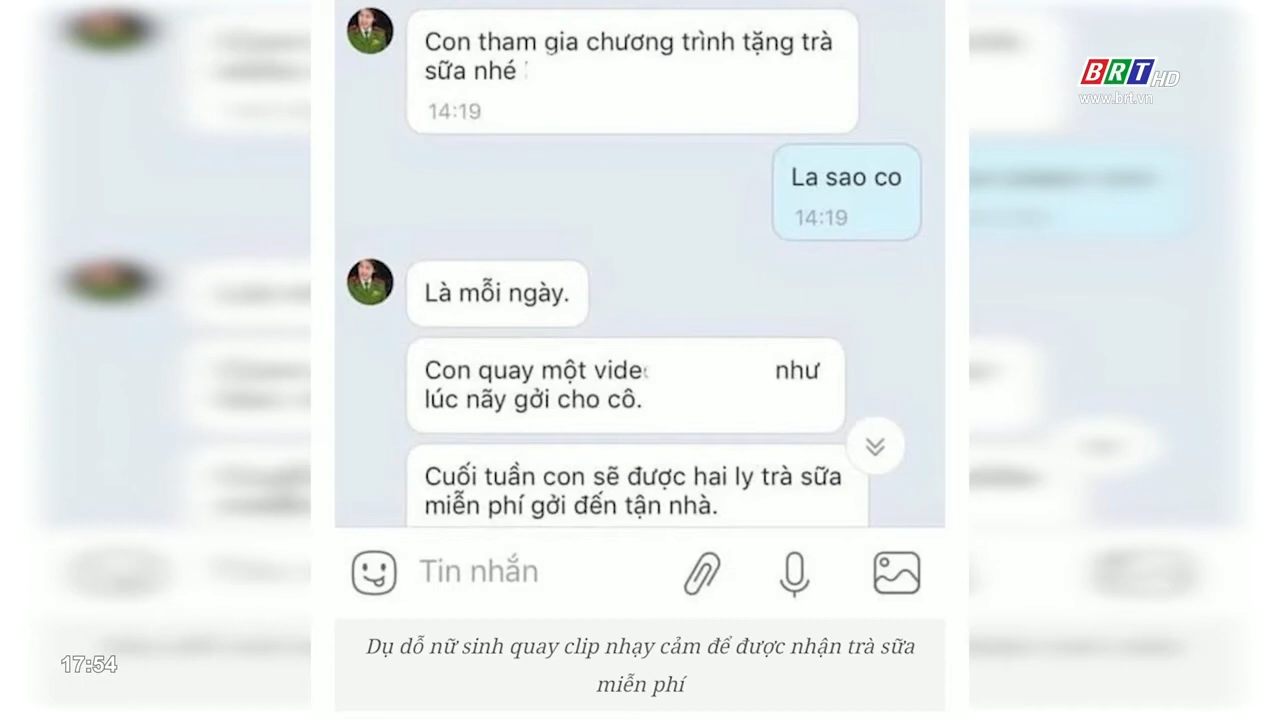 Con tham gia chương trình tặng trà
sữa nhé
14:19
BRT HD
www.brt.vn
La sao co
14:19
Là mỗi ngày.
Con quay một video như
lúc nãy gởi cho cô.
Cuối tuần con sẽ được hai ly trà sữa
miễn phí gởi đến tận nhà.
Tin nhắn
Dụ dỗ nữ sinh quay clip nhạy cảm để được nhận trà sữa
miễn phí
17:54